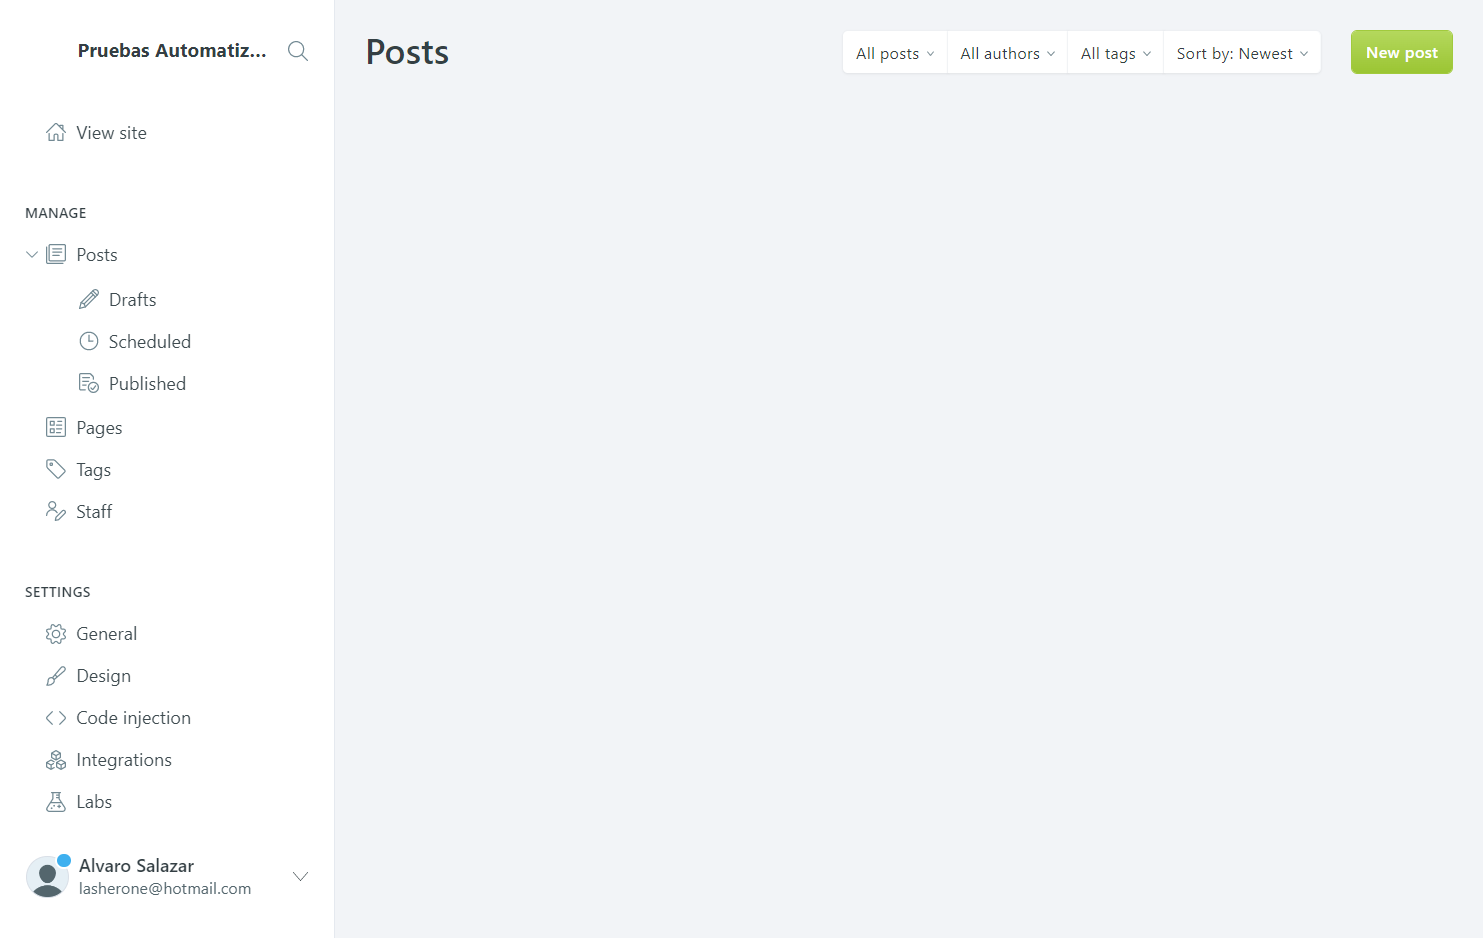 Pruebas Automatiz...
View site
MANAGE
Posts
Drafts
Scheduled
Published
Pages
Tags
Staff
SETTINGS
General
Design
Code injection
Integrations
Labs
Alvaro Salazar
lasherone@hotmail.com
Posts
All posts
All authors
All tags
Sort by: Newest
New post